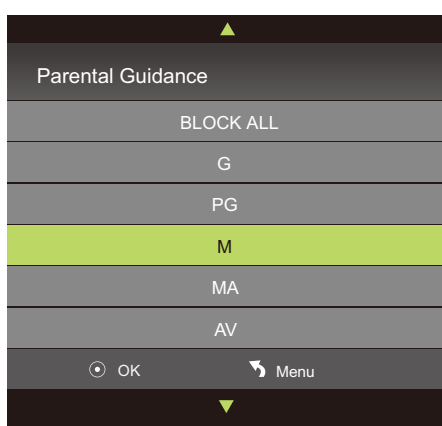 Parental Guidance
BLOCK ALL
G
PG
M
MA
AV
OK Menu